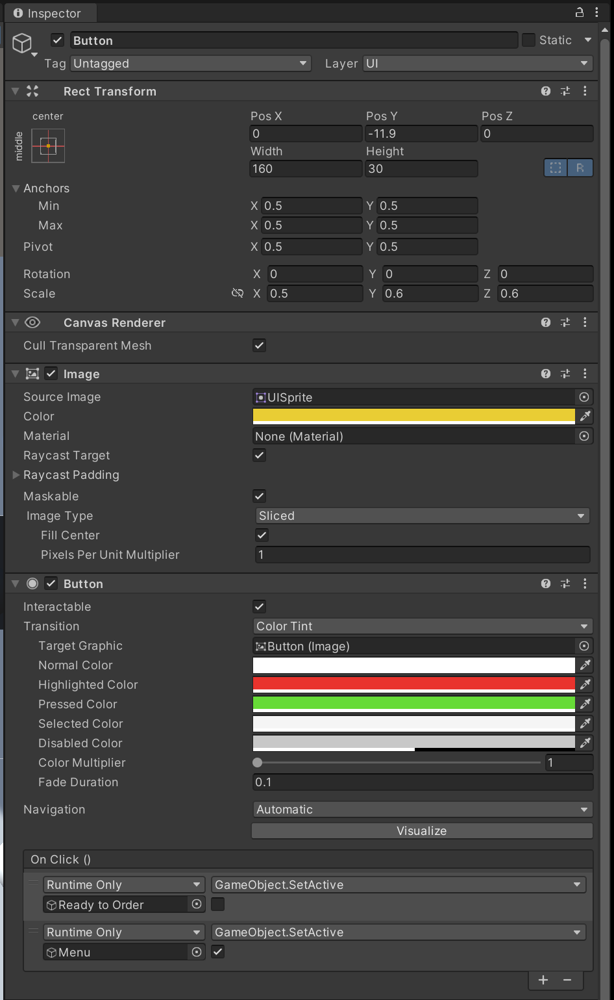 Inspector
Button
Static
Tag Untagged Layer UI
Rect Transform
center
middle
Pos X Pos Y Pos Z
0 -11.9 0
Width Height
160 30 R
Anchors
Min X 0.5 Y 0.5
Max X 0.5 Y 0.5
Pivot X 0.5 Y 0.5
Rotation X 0 Y 0 Z 0
Scale X 0.5 Y 0.6 Z 0.6
Canvas Renderer
Cull Transparent Mesh
Image
Source Image UISprite
Color
Material None (Material)
Raycast Target
Raycast Padding
Maskable
Image Type Sliced
Fill Center
Pixels Per Unit Multiplier 1
Button
Interactable
Transition Color Tint
Target Graphic Button (Image)
Normal Color
Highlighted Color
Pressed Color
Selected Color
Disabled Color
Color Multiplier 1
Fade Duration 0.1
Navigation Automatic
Visualize
On Click ()
Runtime Only GameObject.SetActive
Ready to Order
Runtime Only GameObject.SetActive
Menu